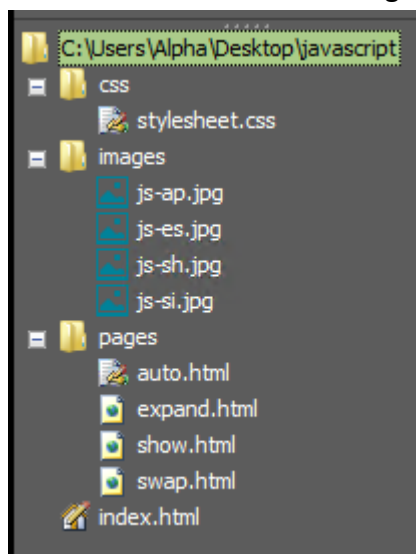 C:\Users\Alpha\Desktop\javascript
css
stylesheet.css
images
js-ap.jpg
js-es.jpg
js-sh.jpg
js-si.jpg
pages
auto.html
expand.html
show.html
swap.html
index.html